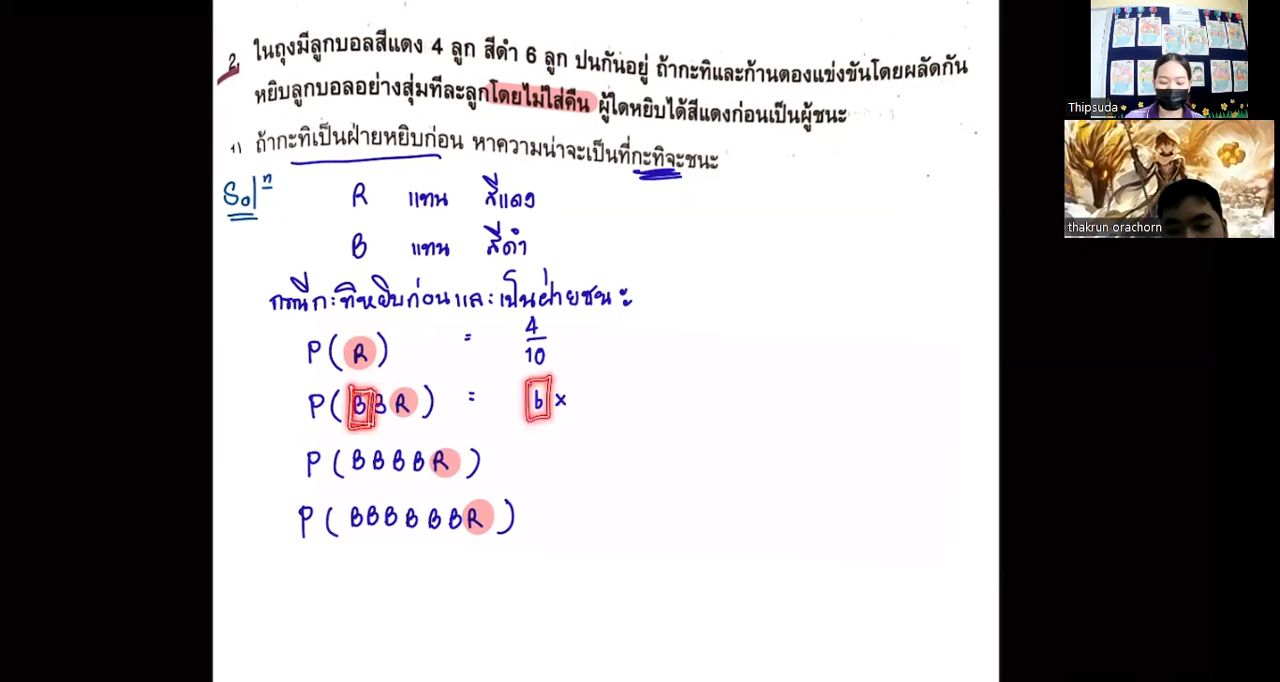 2. ในถุงมีลูกบอลสีแดง 4 ลูก สีดำ 6 ลูก ปนกันอยู่ ถ้ากะทิและก้านตองแข่งขันโดยผลัดกัน
หยิบลูกบอลอย่างสุ่มทีละลูกโดยไม่ใส่คืน ผู้ใดหยิบได้สีแดงก่อนเป็นผู้ชนะ
1) ถ้ากะทิเป็นฝ่ายหยิบก่อน หาความน่าจะเป็นที่กะทิจะชนะ
Solⁿ R แทน สีแดง
B แทน สีดำ
กรณีกะทิหยิบก่อนและเป็นฝ่ายชนะ
P(R) = 4/10
P(BBR) = 6 ×
P(BBBBR)
P(BBBBBBR)
Thipsuda
thakrun orachorn